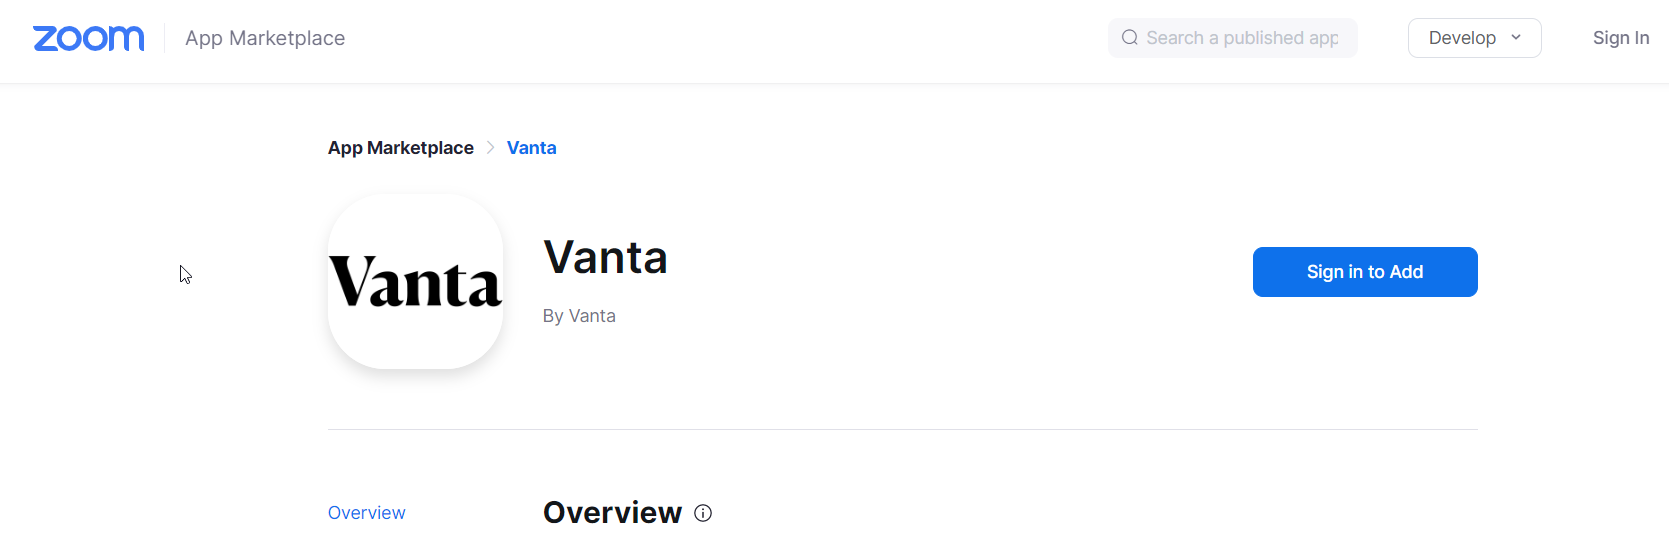 zoom App Marketplace Search a published app Develop Sign In
App Marketplace > Vanta
Vanta
Vanta
By Vanta
Sign in to Add
Overview
Overview